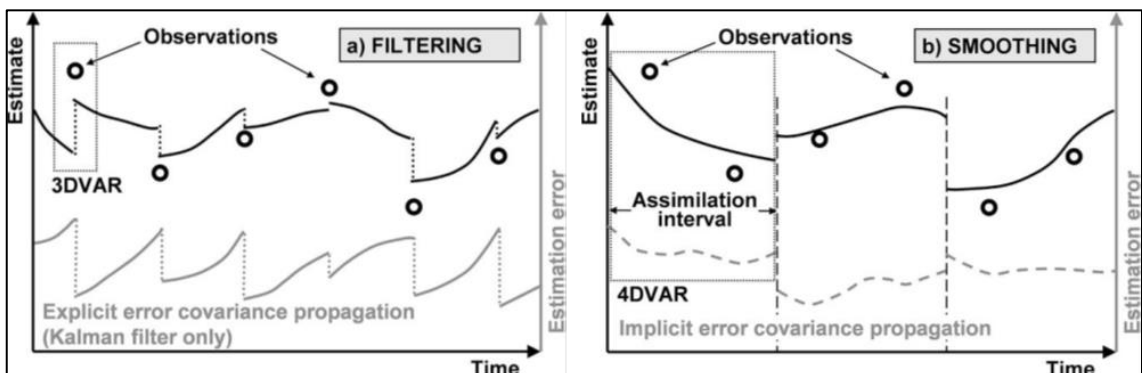 Estimate
Observations
a) FILTERING
3DVAR
Explicit error covariance propagation
(Kalman filter only)
Time
Estimation error
Estimate
Observations
b) SMOOTHING
Assimilation
interval
4DVAR
Implicit error covariance propagation
Time
Estimation error